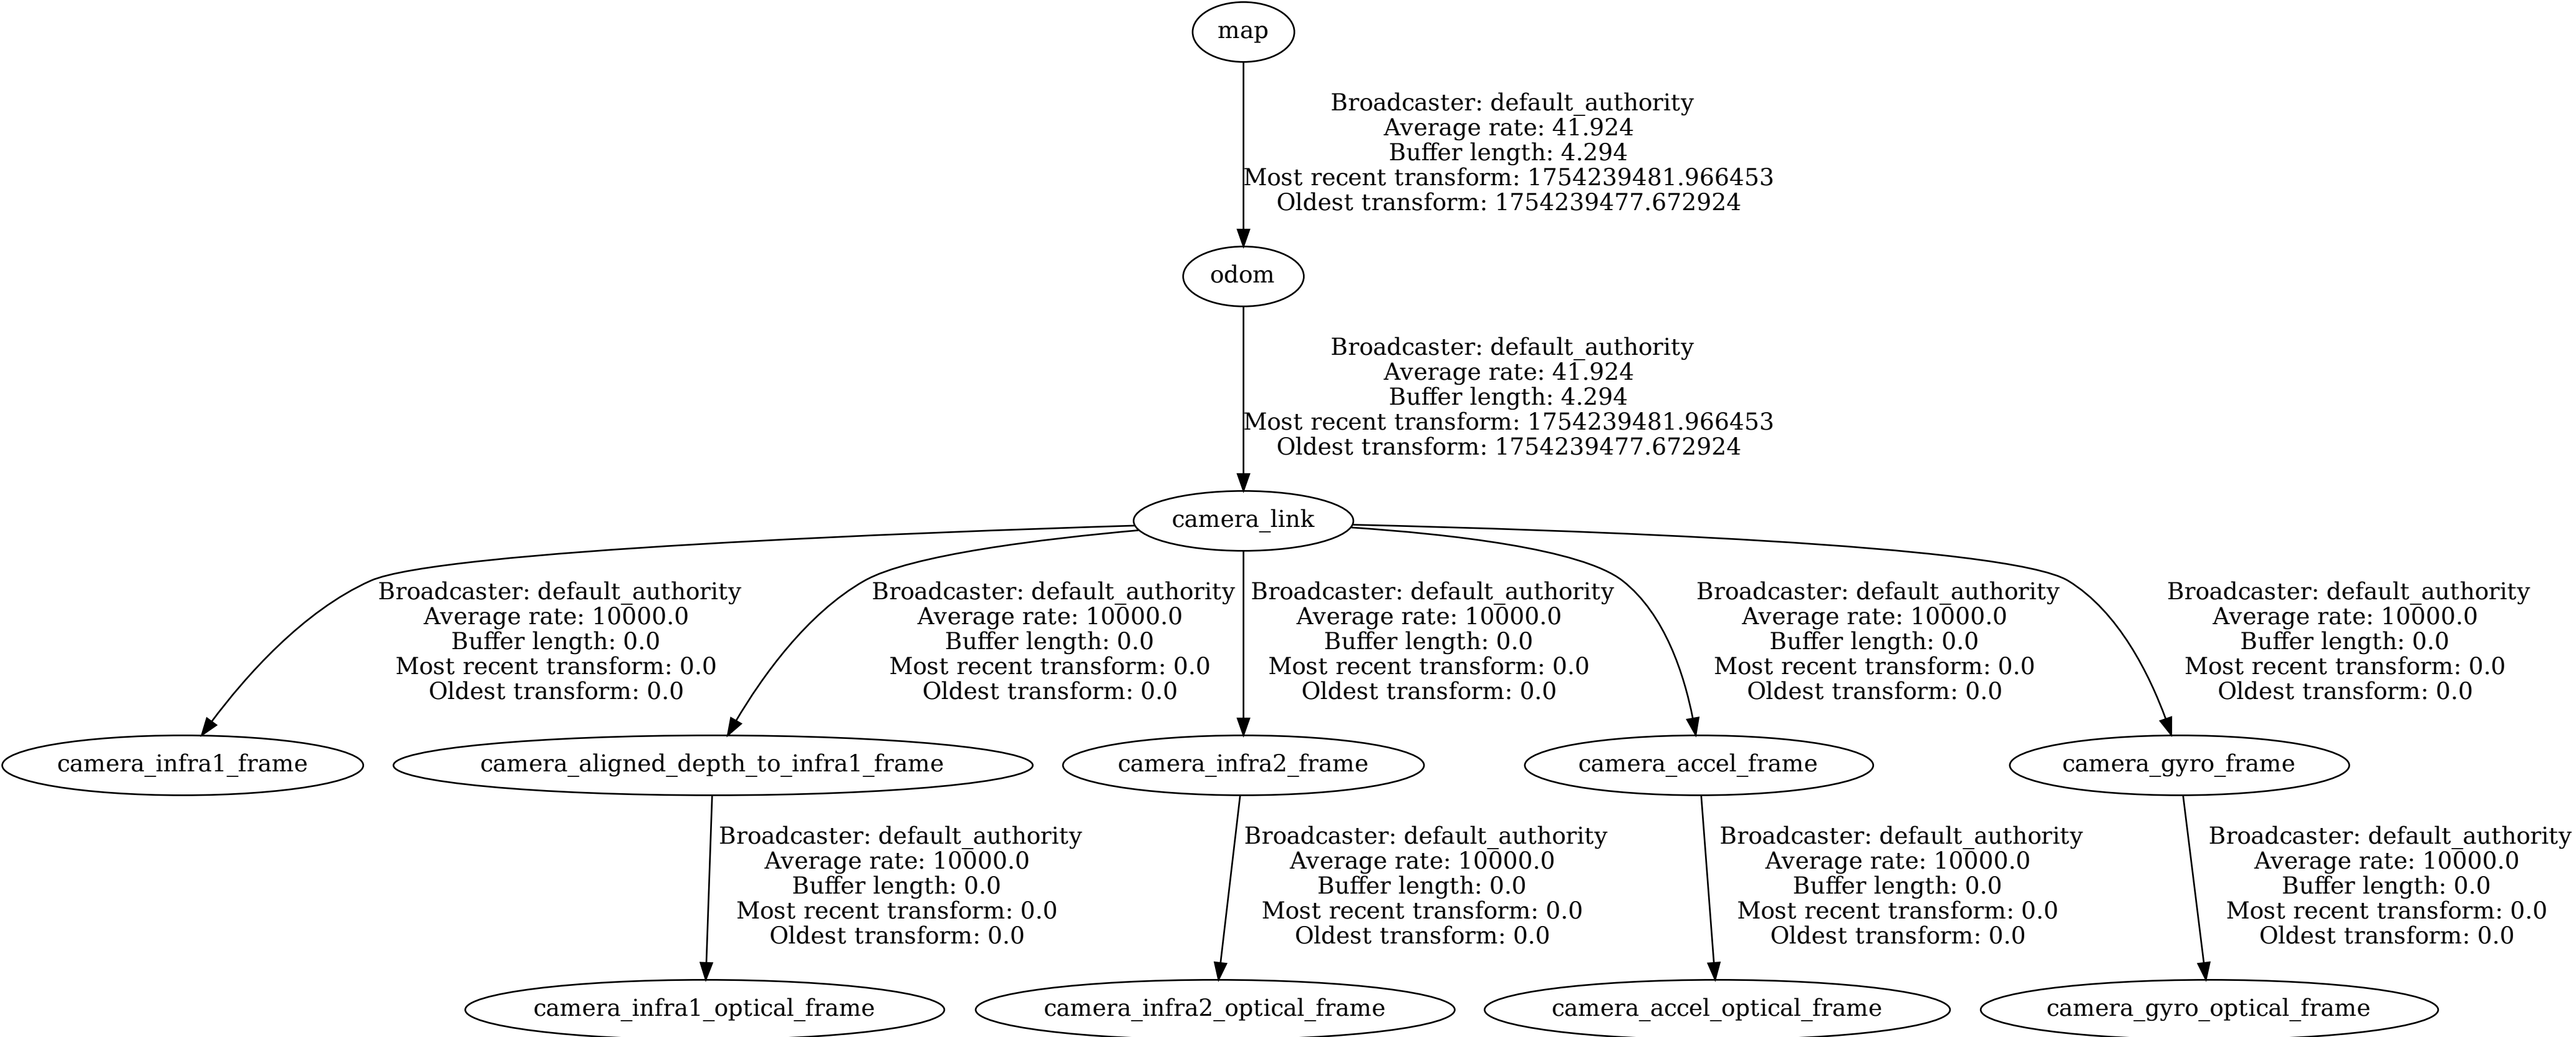 map
Broadcaster: default_authority
Average rate: 41.924
Buffer length: 4.294
Most recent transform: 1754239481.966453
Oldest transform: 1754239477.672924
odom
Broadcaster: default_authority
Average rate: 41.924
Buffer length: 4.294
Most recent transform: 1754239481.966453
Oldest transform: 1754239477.672924
camera_link
Broadcaster: default_authority
Average rate: 10000.0
Buffer length: 0.0
Most recent transform: 0.0
Oldest transform: 0.0
Broadcaster: default_authority
Average rate: 10000.0
Buffer length: 0.0
Most recent transform: 0.0
Oldest transform: 0.0
Broadcaster: default_authority
Average rate: 10000.0
Buffer length: 0.0
Most recent transform: 0.0
Oldest transform: 0.0
Broadcaster: default_authority
Average rate: 10000.0
Buffer length: 0.0
Most recent transform: 0.0
Oldest transform: 0.0
Broadcaster: default_authority
Average rate: 10000.0
Buffer length: 0.0
Most recent transform: 0.0
Oldest transform: 0.0
camera_infra1_frame
camera_aligned_depth_to_infra1_frame
camera_infra2_frame
camera_accel_frame
camera_gyro_frame
Broadcaster: default_authority
Average rate: 10000.0
Buffer length: 0.0
Most recent transform: 0.0
Oldest transform: 0.0
Broadcaster: default_authority
Average rate: 10000.0
Buffer length: 0.0
Most recent transform: 0.0
Oldest transform: 0.0
Broadcaster: default_authority
Average rate: 10000.0
Buffer length: 0.0
Most recent transform: 0.0
Oldest transform: 0.0
Broadcaster: default_authority
Average rate: 10000.0
Buffer length: 0.0
Most recent transform: 0.0
Oldest transform: 0.0
camera_infra1_optical_frame
camera_infra2_optical_frame
camera_accel_optical_frame
camera_gyro_optical_frame